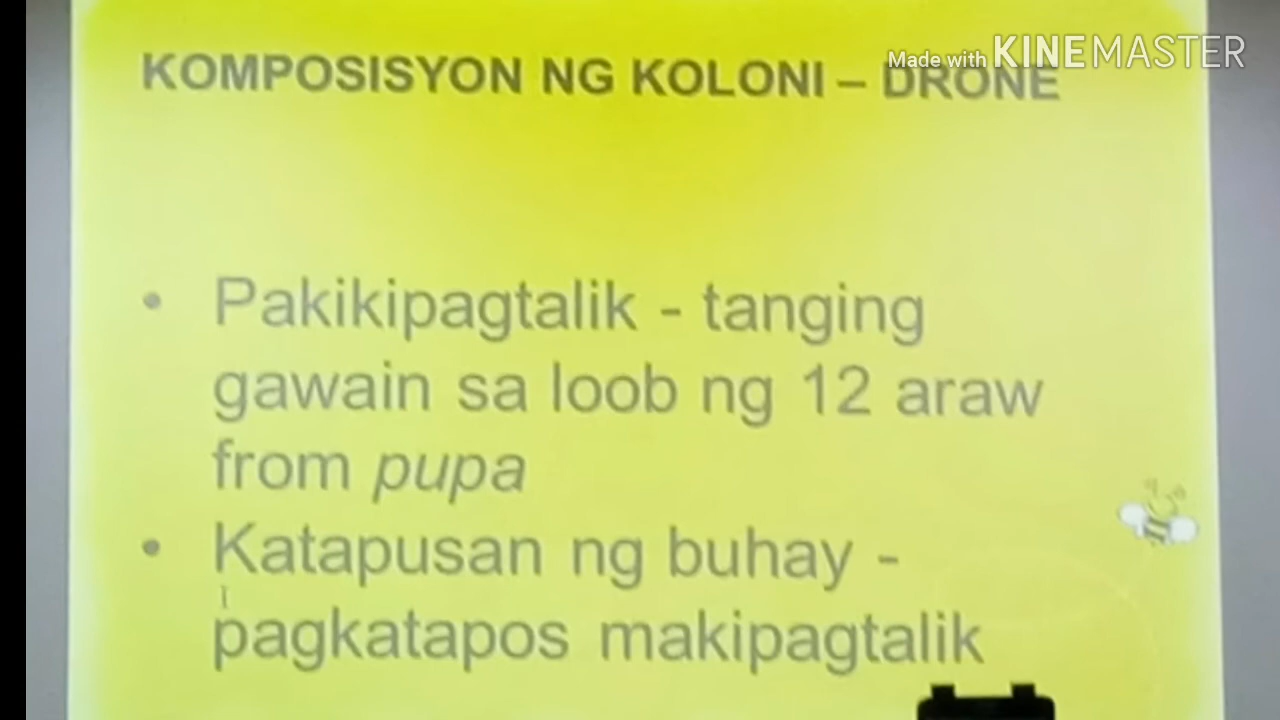 Made with KINEMASTER
KOMPOSISYON NG KOLONI – DRONE
• Pakikipagtalik - tanging
gawain sa loob ng 12 araw
from pupa
• Katapusan ng buhay -
pagkatapos makipagtalik